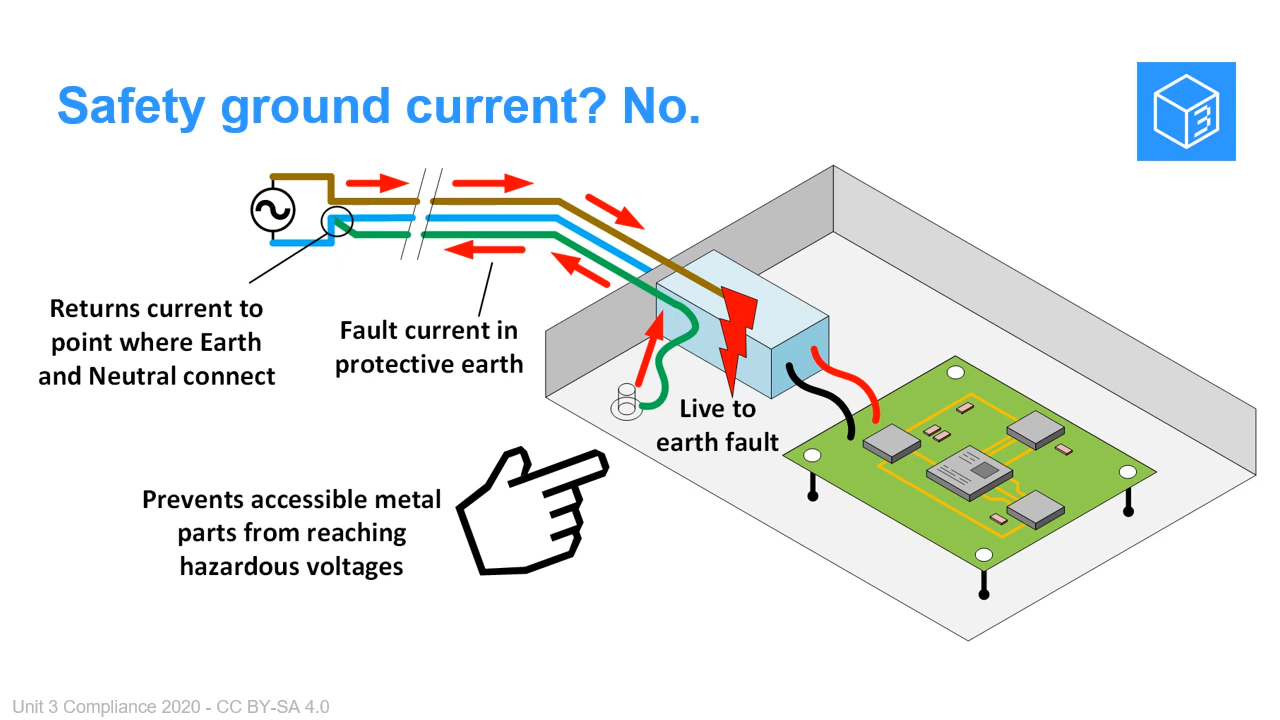 Safety ground current? No.
3
Returns current to
point where Earth
and Neutral connect
Fault current in
protective earth
Live to
earth fault
Prevents accessible metal
parts from reaching
hazardous voltages
Unit 3 Compliance 2020 - CC BY-SA 4.0